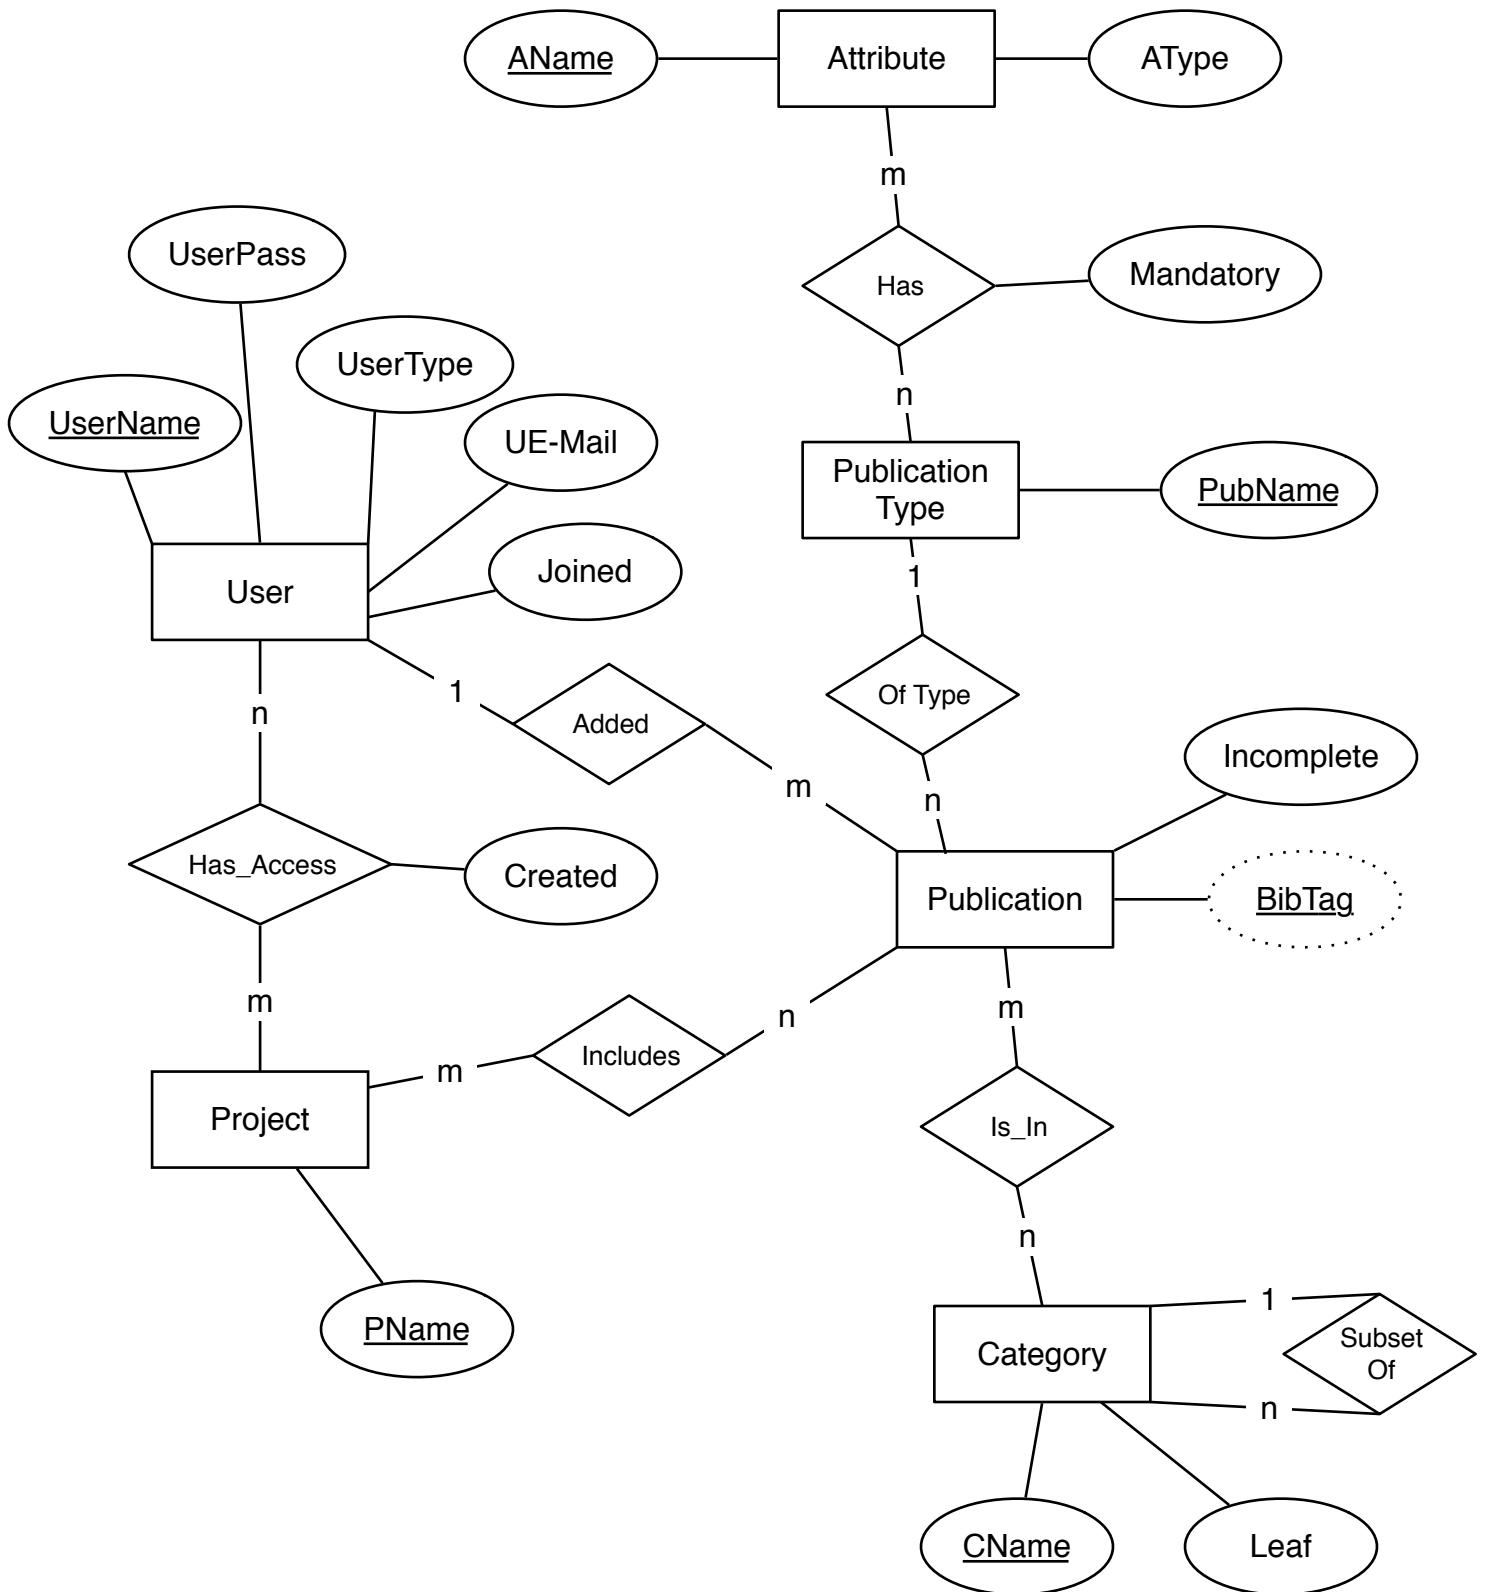 AName
Attribute
AType
m
UserPass
Has
Mandatory
UserType
n
UserName
UE-Mail
Publication
Type
PubName
User
Joined
1
Of Type
1
n
Added
m
n
Incomplete
Has_Access
Created
Publication
BibTag
m
n
m
Includes
m
Project
Is_In
n
PName
Category
1
Subset
Of
n
CName
Leaf